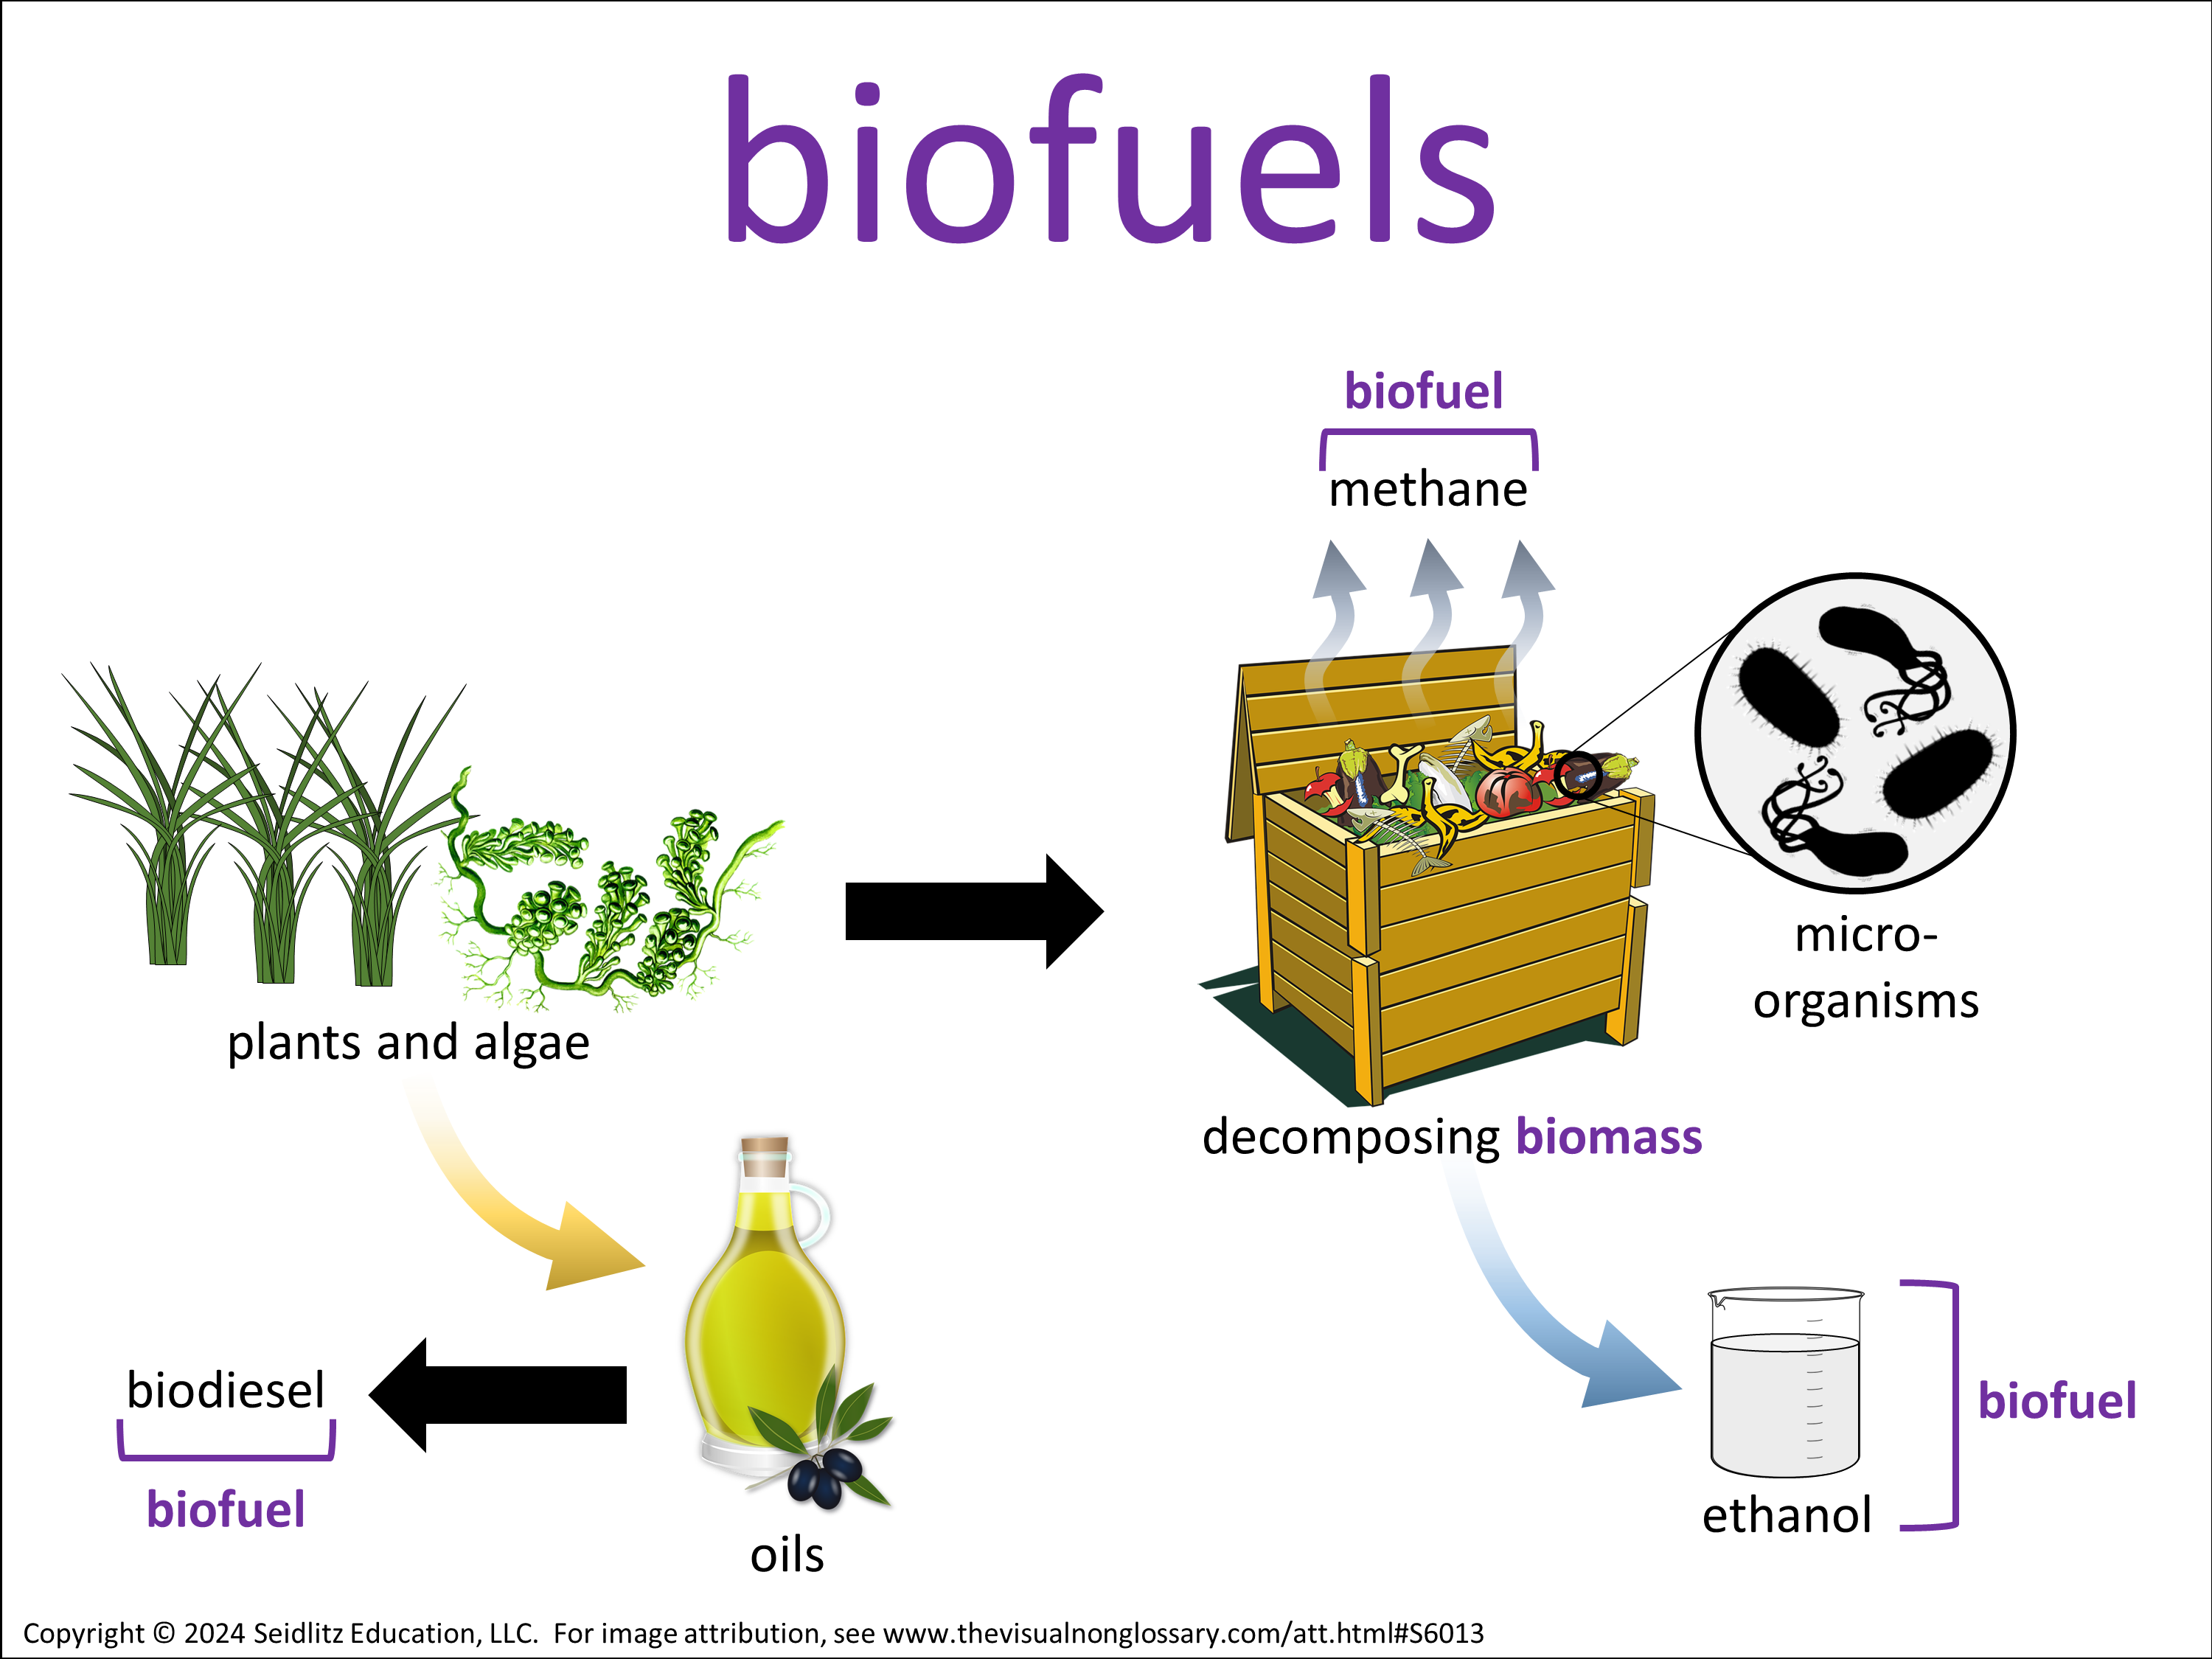 biofuels
biofuel
methane
micro-
organisms
plants and algae
decomposing biomass
biodiesel
biofuel
oils
ethanol
biofuel
Copyright © 2024 Seidlitz Education, LLC.  For image attribution, see www.thevisualnonglossary.com/att.html#S6013